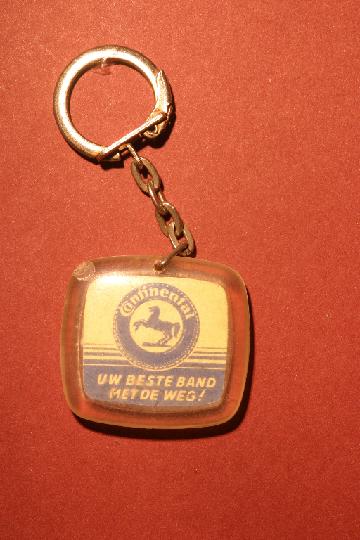 Continental
UW BESTE BAND
MET DE WEG!